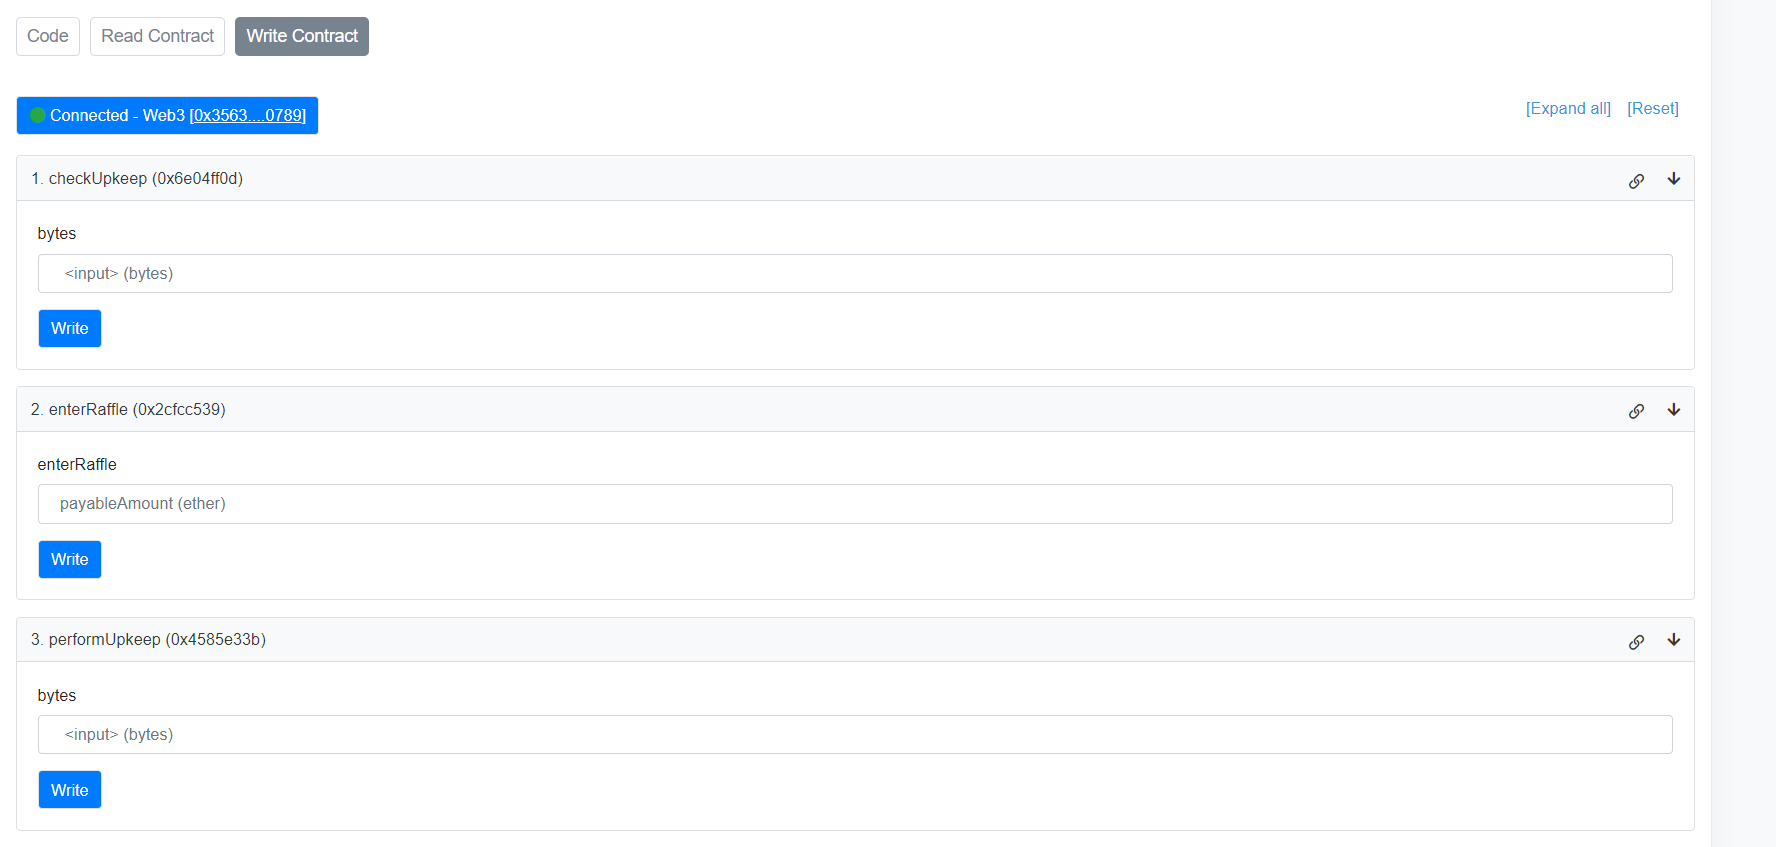 Code Read Contract Write Contract
Connected - Web3 [0x3563....0789]
[Expand all] [Reset]
1. checkUpkeep (0x6e04ff0d)
bytes
<input> (bytes)
Write
2. enterRaffle (0x2cfcc539)
enterRaffle
payableAmount (ether)
Write
3. performUpkeep (0x4585e33b)
bytes
<input> (bytes)
Write